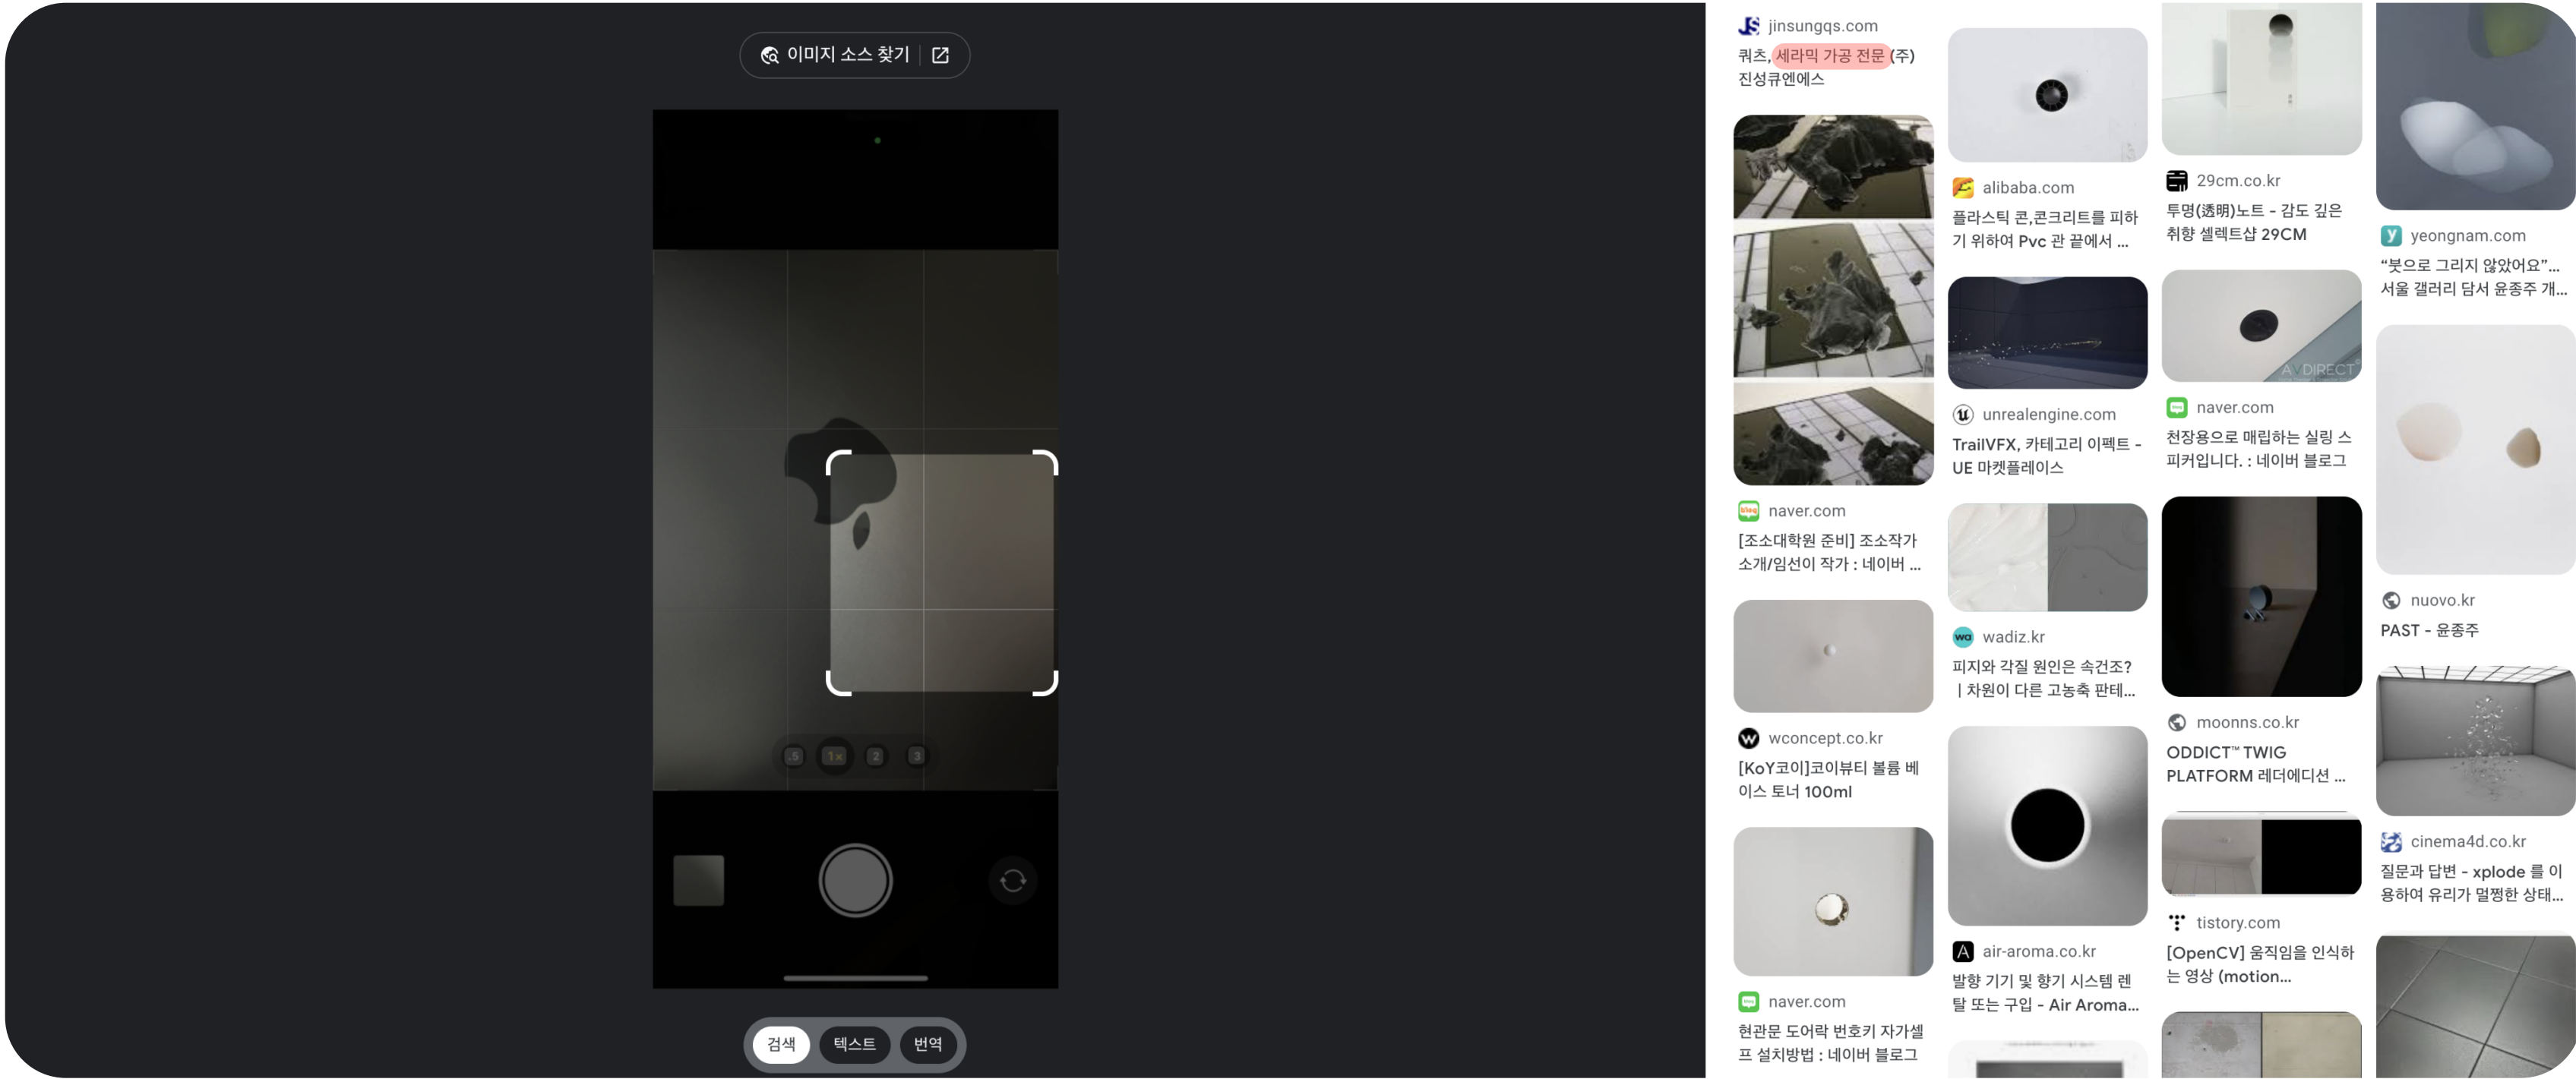 이미지 소스 찾기
.5
1×
2
3
검색
텍스트
번역
jinsungqs.com
쿼츠, 세라믹 가공 전문 (주)
진성큐엔에스
naver.com
[조소대학원 준비] 조소작가
소개/임선이 작가 : 네이버 ...
wconcept.co.kr
[KoY코이]코이뷰티 볼륨 베
이스 토너 100ml
naver.com
현관문 도어락 번호키 자가셀
프 설치방법 : 네이버 블로그
alibaba.com
플라스틱 콘,콘크리트를 피하
기 위하여 Pvc 관 끝에서 ...
unrealengine.com
TrailVFX, 카테고리 이펙트 -
UE 마켓플레이스
wadiz.kr
피지와 각질 원인은 속건조?
| 차원이 다른 고농축 판테...
air-aroma.co.kr
발향 기기 및 향기 시스템 렌
탈 또는 구입 - Air Aroma...
29cm.co.kr
투명(透明)노트 - 감도 깊은
취향 셀렉트샵 29CM
AVDIRECT
naver.com
천장용으로 매립하는 실링 스
피커입니다. : 네이버 블로그
moonns.co.kr
ODDICT™ TWIG
PLATFORM 레더에디션 ...
tistory.com
[OpenCV] 움직임을 인식하
는 영상 (motion...
yeongnam.com
“붓으로 그리지 않았어요”...
서울 갤러리 담서 윤종주 개...
nuovo.kr
PAST - 윤종주
cinema4d.co.kr
질문과 답변 - xplode 를 이
용하여 유리가 멀쩡한 상태...